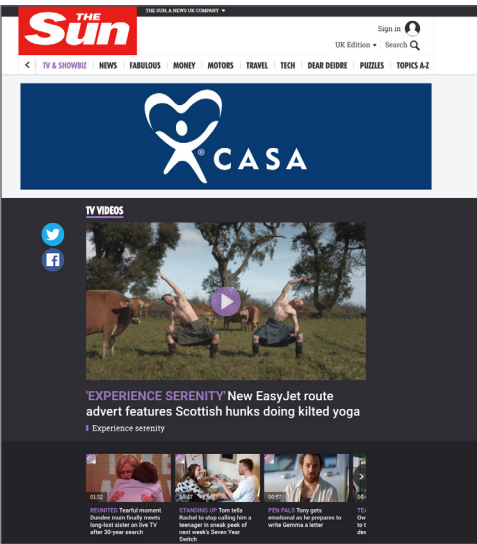 THE SUN, A NEWS UK COMPANY
THE
Sun
Sign in
UK Edition
Search
TV & SHOWBIZ NEWS FABULOUS MONEY MOTORS TRAVEL TECH DEAR DEIDRE PUZZLES TOPICS A-Z
® CASA
TV VIDEOS
'EXPERIENCE SERENITY' New EasyJet route
advert features Scottish hunks doing kilted yoga
Experience serenity
01:32
00:47
00:57
REUNITED Tearful moment
Dundee mum finally meets
long-lost sister on live TV
after 30-year search
STANDING UP Tom tells
Rachel to stop calling him a
teenager in sneak peek of
next week's Seven Year
Switch
PEN PALS Tony gets
emotional as he prepares to
write Gemma a letter